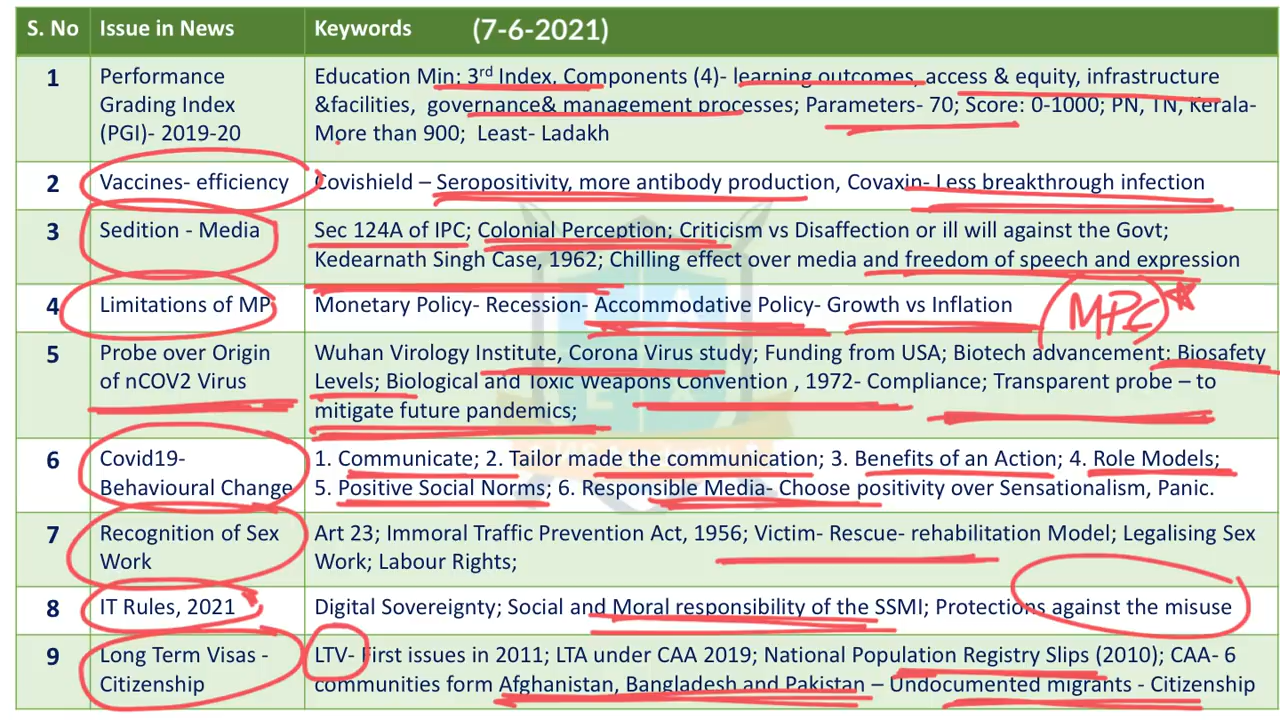 S. No Issue in News Keywords (7-6-2021)
1 Performance Education Min: 3rd Index. Components (4)- learning outcomes, access & equity, infrastructure
Grading Index &facilities, governance& management processes; Parameters- 70; Score: 0-1000; PN, TN, Kerala-
(PGI)- 2019-20 More than 900; Least- Ladakh
2 Vaccines- efficiency Covishield – Seropositivity, more antibody production, Covaxin- Less breakthrough infection
3 Sedition - Media Sec 124A of IPC; Colonial Perception; Criticism vs Disaffection or ill will against the Govt;
Kedearnath Singh Case, 1962; Chilling effect over media and freedom of speech and expression
4 Limitations of MP Monetary Policy- Recession- Accommodative Policy- Growth vs Inflation (MPC)
5 Probe over Origin Wuhan Virology Institute, Corona Virus study; Funding from USA; Biotech advancement: Biosafety
of nCOV2 Virus Levels; Biological and Toxic Weapons Convention , 1972- Compliance; Transparent probe – to
mitigate future pandemics;
6 Covid19- 1. Communicate; 2. Tailor made the communication; 3. Benefits of an Action; 4. Role Models;
Behavioural Change 5. Positive Social Norms; 6. Responsible Media- Choose positivity over Sensationalism, Panic.
7 Recognition of Sex Art 23; Immoral Traffic Prevention Act, 1956; Victim- Rescue- rehabilitation Model; Legalising Sex
Work Work; Labour Rights;
8 IT Rules, 2021 Digital Sovereignty; Social and Moral responsibility of the SSMI; Protections against the misuse
9 Long Term Visas - LTV- First issues in 2011; LTA under CAA 2019; National Population Registry Slips (2010); CAA- 6
Citizenship communities form Afghanistan, Bangladesh and Pakistan – Undocumented migrants - Citizenship